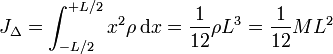 J_Δ = ∫_{-L/2}^{+L/2} x²ρ dx = 1/12 ρL³ = 1/12 ML²